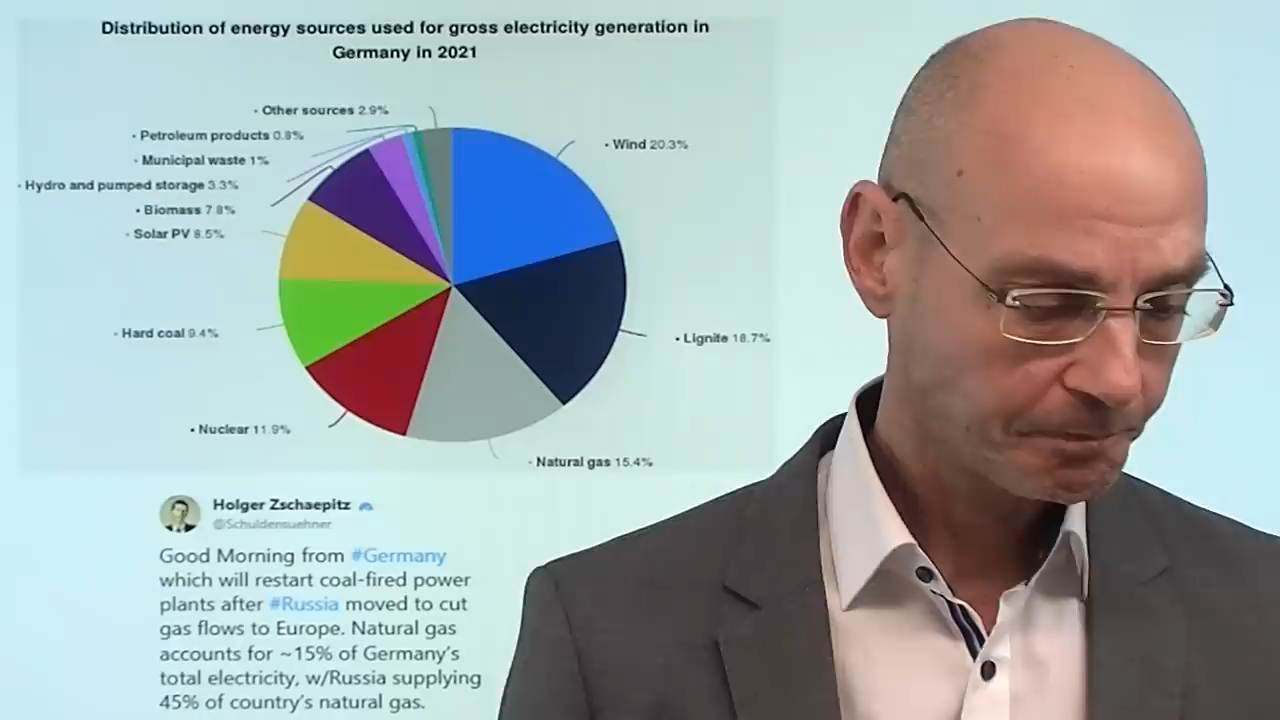 Distribution of energy sources used for gross electricity generation in
Germany in 2021
• Other sources 2.9%
• Petroleum products 0.8%
• Municipal waste 1%
• Hydro and pumped storage 3.3%
• Biomass 7.8%
• Solar PV 8.5%
• Hard coal 9.4%
• Nuclear 11.9%
• Natural gas 15.4%
• Lignite 18.7%
• Wind 20.3%
Holger Zschaepitz
@Schuldensuehner
Good Morning from #Germany
which will restart coal-fired power
plants after #Russia moved to cut
gas flows to Europe. Natural gas
accounts for ~15% of Germany's
total electricity, w/Russia supplying
45% of country's natural gas.